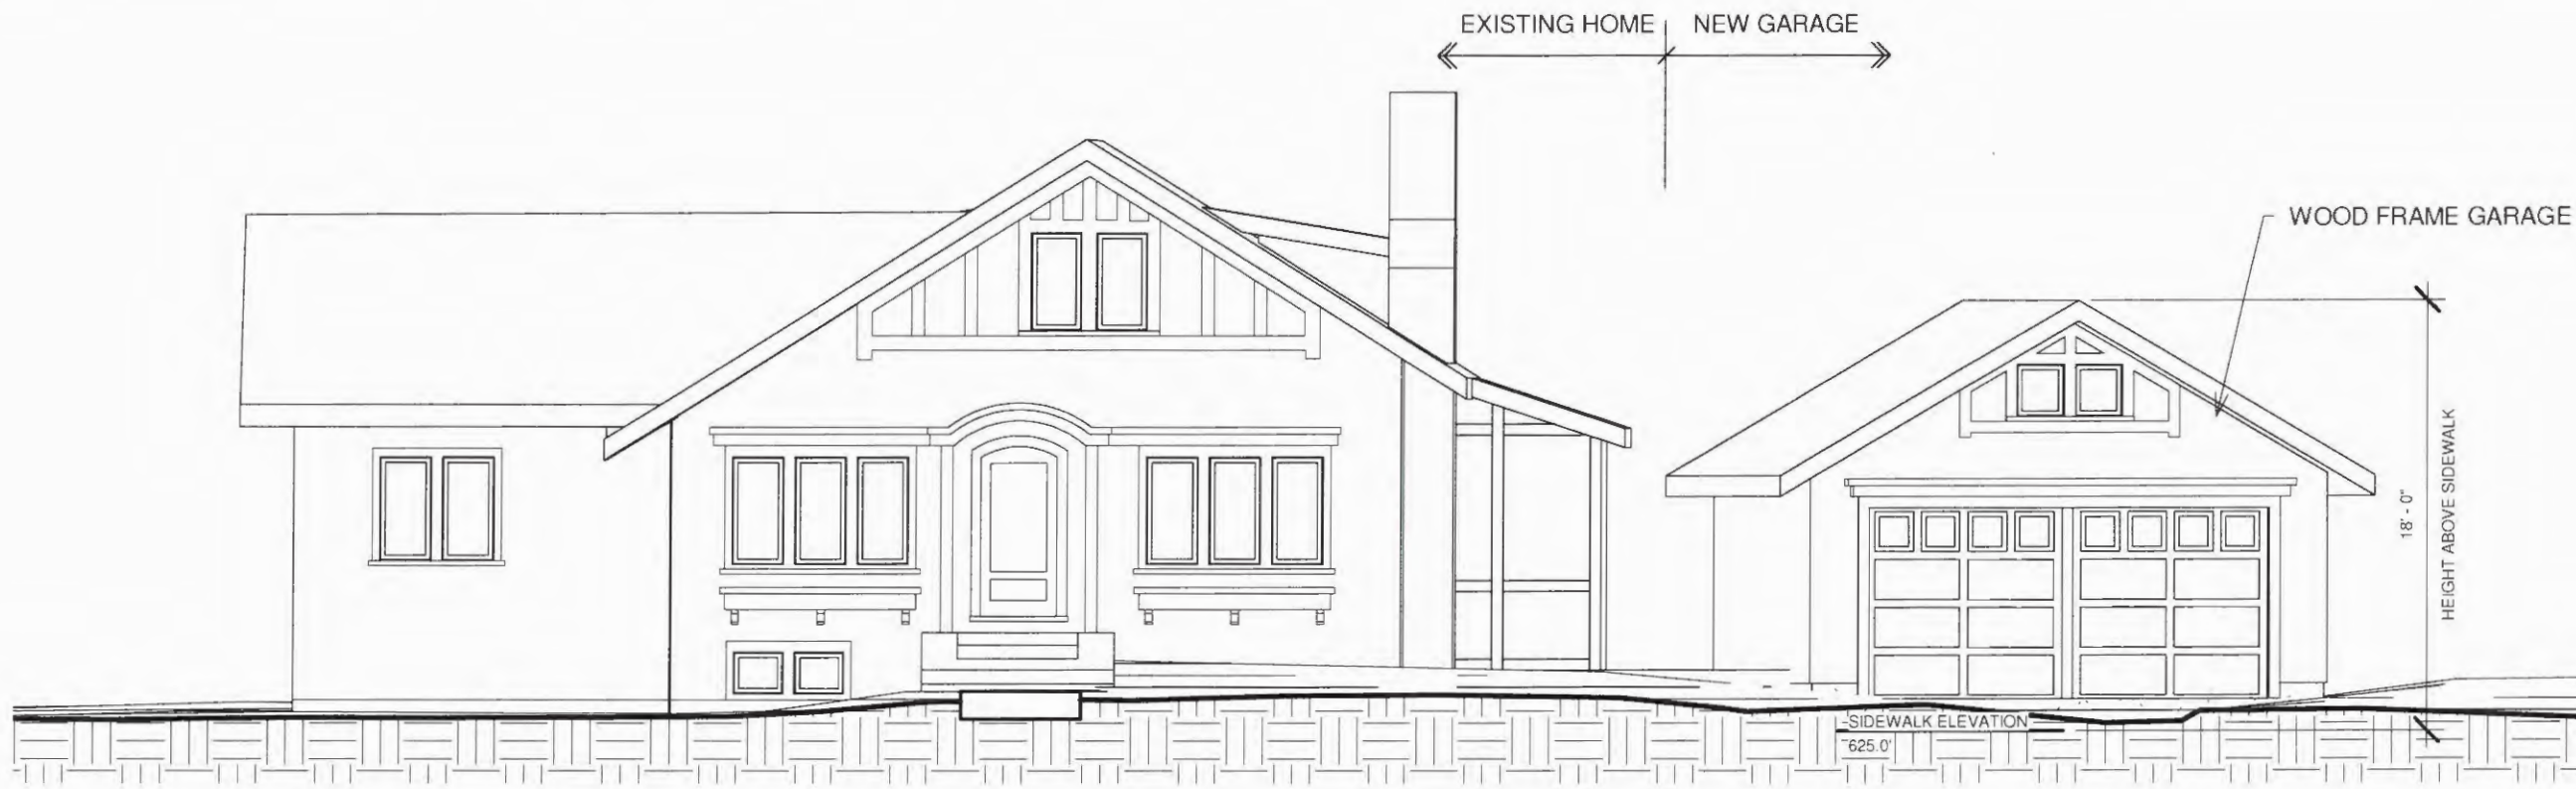 EXISTING HOME
NEW GARAGE
WOOD FRAME GARAGE
18' - 0"
HEIGHT ABOVE SIDEWALK
SIDEWALK ELEVATION
625.0'